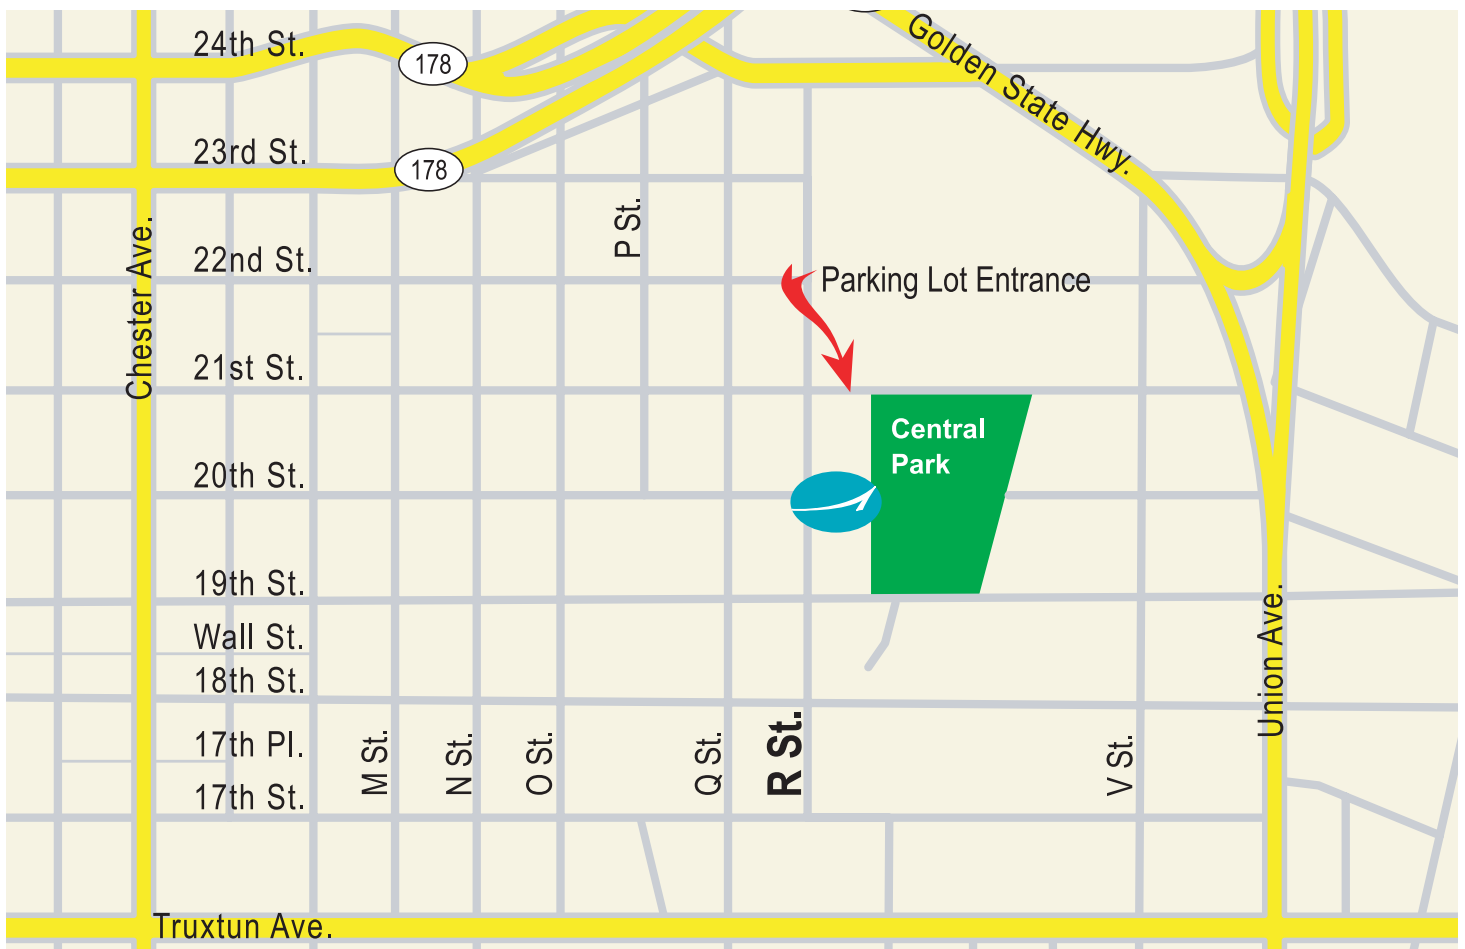 24th St.
178
Golden State Hwy.
23rd St.
178
P St.
Chester Ave.
22nd St.
Parking Lot Entrance
21st St.
Central
Park
20th St.
19th St.
Wall St.
18th St.
Union Ave.
17th Pl.
M St.
N St.
O St.
Q St.
R St.
V St.
17th St.
Truxtun Ave.